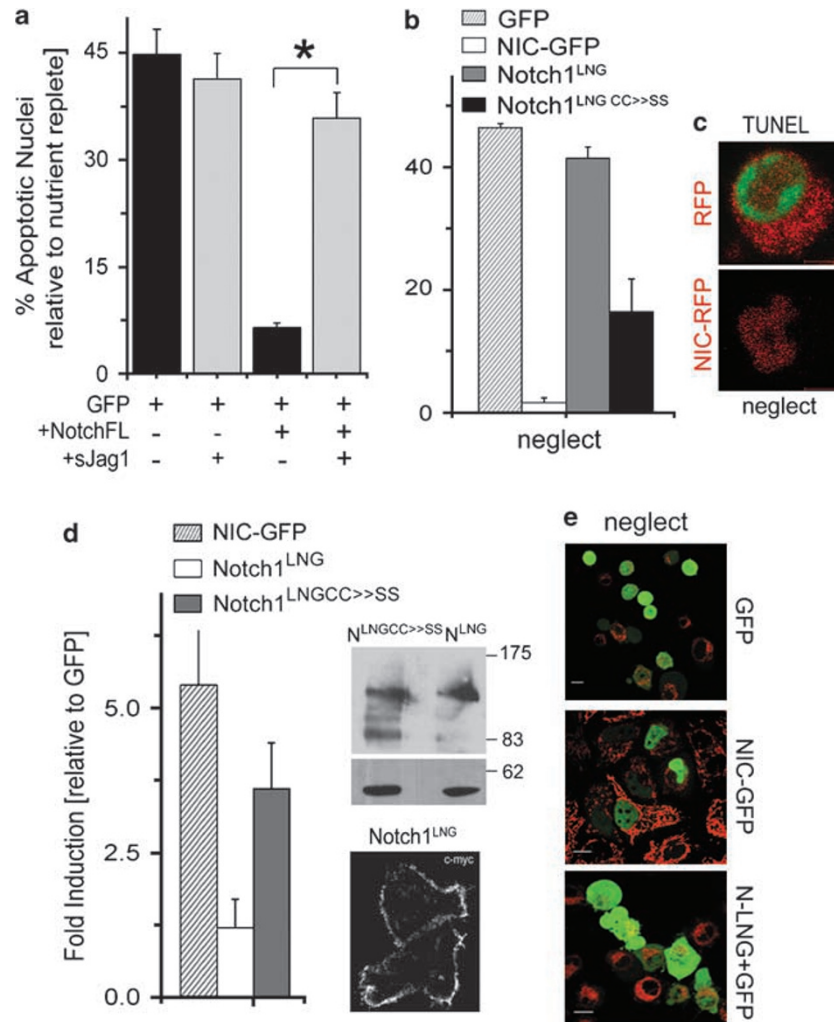 a
% Apoptotic Nuclei
relative to nutrient replete]
45
30
15
0
*
GFP + + + +
+NotchFL - - + +
+sJag1 - + - +
b
GFP
NIC-GFP
Notch1LNG
Notch1LNG CC>>SS
40
20
0
neglect
c
TUNEL
RFP
NIC-RFP
neglect
d
NIC-GFP
Notch1LNG
Notch1LNGCC>>SS
Fold Induction [relative to GFP]
5.0
2.5
0.0
NLNGCC>>SS NLNG
175
83
62
Notch1LNG
c-myc
e
neglect
GFP
NIC-GFP
N-LNG+GFP